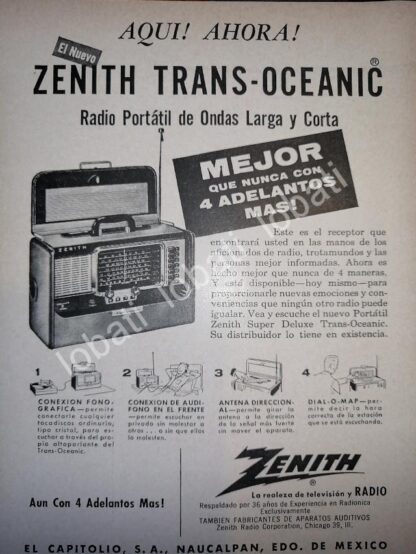 AQUI! AHORA!
El Nuevo
ZENITH TRANS-OCEANIC®
Radio Portátil de Ondas Larga y Corta
MEJOR
QUE NUNCA CON
4 ADELANTOS
MAS!
ZENITH
Este es el receptor que
encontrará usted en las manos de los
aficionados de radio, trotamundos y las
personas mejor informadas. Ahora es
hecho mejor que nunca de 4 maneras.
Y está disponible—hoy mismo—para
proporcionarle nuevas emociones y con-
veniencias que ningún otro radio puede
igualar. Vea y escuche el nuevo Portátil
Zenith Super Deluxe Trans-Oceanic.
Su distribuidor lo tiene en existencia.
1
CONEXION FONO-
GRAFICA—permite
conectarle cualquier
tocadiscos ordinario,
tipo cristal, para es-
cuchar a través del pro-
pio altoparlante del
Trans-Oceanic.
2
CONEXION DE AUDI-
FONO EN EL FRENTE
—permite escuchar en
privado sin molestar a
otros . . . o sin que ellos
lo molesten.
3
ANTENA DIRECCION-
AL—permite girar la
antena a la dirección
de la señal más fuerte
sin mover el aparato.
4
DIAL-O-MAP—per-
mite decir la hora
correcta de la estación
que se está escuchando.
Aun Con 4 Adelantos Mas!
ZENITH
La realeza de televisión y RADIO
Respaldado por 36 años de Experiencia en Radiónica
Exclusivamente
TAMBIEN FABRICANTES DE APARATOS AUDITIVOS
Zenith Radio Corporation, Chicago 39, Ill.
EL CAPITOLIO, S. A., NAUCALPAN, EDO. DE MEXICO
lobati lobati lobati
lobati lobati lobati